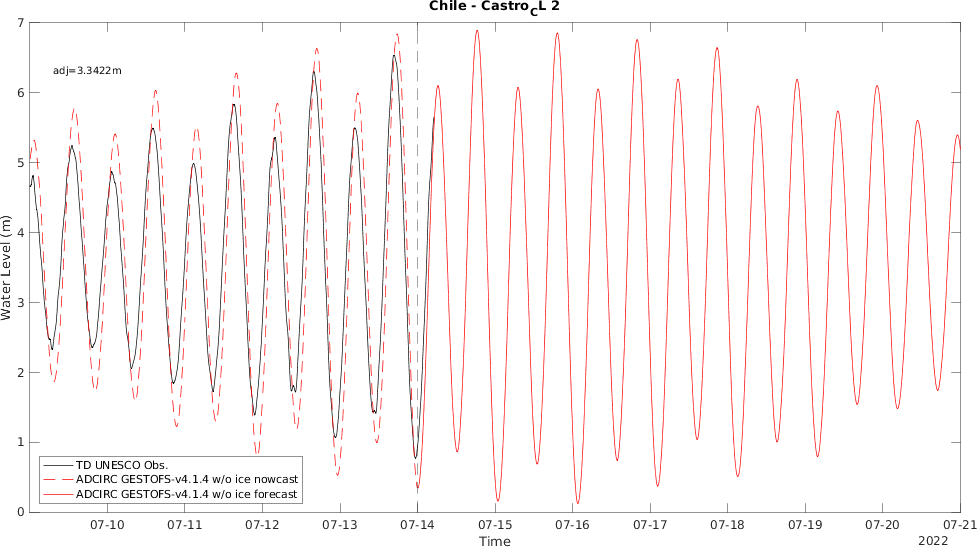 Chile - Castro_CL 2
7
6
5
4
3
2
1
0
Water Level (m)
adj=3.3422m
TD UNESCO Obs.
ADCIRC GESTOFS-v4.1.4 w/o ice nowcast
ADCIRC GESTOFS-v4.1.4 w/o ice forecast
07-10 07-11 07-12 07-13 07-14 07-15 07-16 07-17 07-18 07-19 07-20 07-21
Time
2022